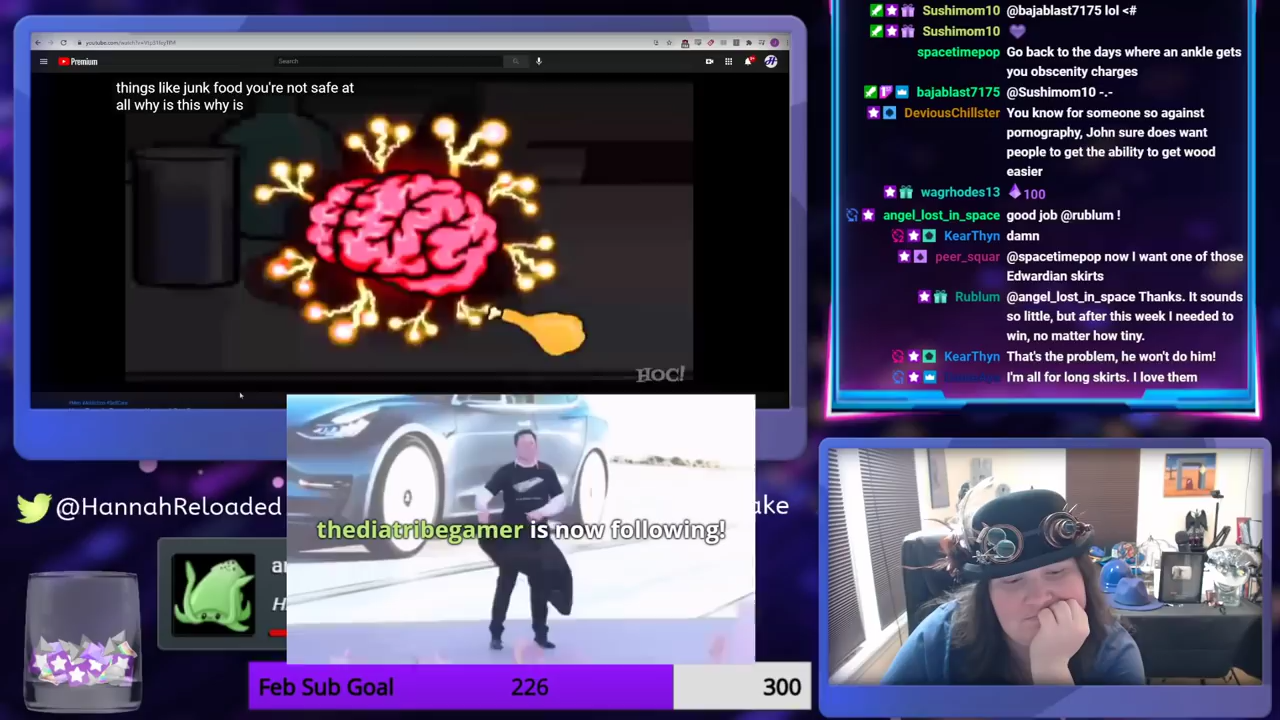 Premium
Search
things like junk food you're not safe at
all why is this why is
HOC!
@HannahReloaded
thediatribegamer is now following!
Feb Sub Goal
226
300
Sushimom10 @bajablast7175 lol <#
Sushimom10
spacetimepop Go back to the days where an ankle gets
you obscenity charges
bajablast7175 @Sushimom10 -.-
DeviousChillster You know for someone so against
pornography, John sure does want
people to get the ability to get wood
easier
wagrhodes13 100
angel_lost_in_space good job @rublum !
KearThyn damn
peer_squar @spacetimepop now I want one of those
Edwardian skirts
Rublum @angel_lost_in_space Thanks. It sounds
so little, but after this week I needed to
win, no matter how tiny.
KearThyn That's the problem, he won't do him!
I'm all for long skirts. I love them